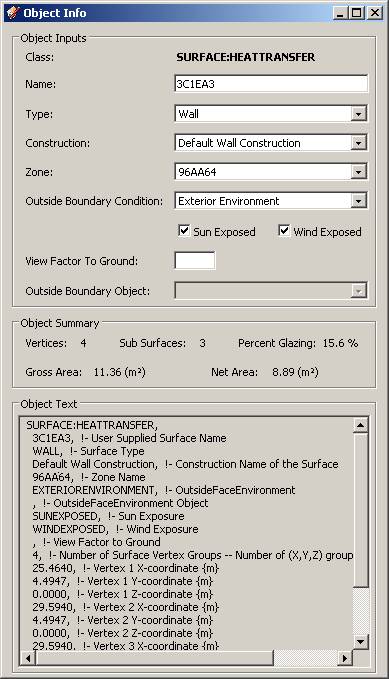 Object Info
Object Inputs
Class: SURFACE:HEATTRANSFER
Name: 3C1EA3
Type: Wall
Construction: Default Wall Construction
Zone: 96AA64
Outside Boundary Condition: Exterior Environment
Sun Exposed Wind Exposed
View Factor To Ground:
Outside Boundary Object:
Object Summary
Vertices: 4 Sub Surfaces: 3 Percent Glazing: 15.6 %
Gross Area: 11.36 (m²) Net Area: 8.89 (m²)
Object Text
SURFACE:HEATTRANSFER,
3C1EA3, !- User Supplied Surface Name
WALL, !- Surface Type
Default Wall Construction, !- Construction Name of the Surface
96AA64, !- Zone Name
EXTERIORENVIRONMENT, !- OutsideFaceEnvironment
, !- OutsideFaceEnvironment Object
SUNEXPOSED, !- Sun Exposure
WINDEXPOSED, !- Wind Exposure
, !- View Factor to Ground
4, !- Number of Surface Vertex Groups -- Number of (X,Y,Z) group
25.4640, !- Vertex 1 X-coordinate {m}
4.4947, !- Vertex 1 Y-coordinate {m}
0.0000, !- Vertex 1 Z-coordinate {m}
29.5940, !- Vertex 2 X-coordinate {m}
4.4947, !- Vertex 2 Y-coordinate {m}
0.0000, !- Vertex 2 Z-coordinate {m}
29.5940, !- Vertex 3 X-coordinate {m}